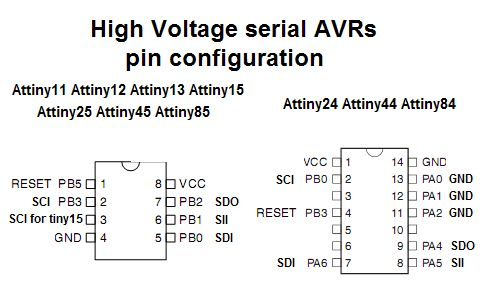 High Voltage serial AVRs
pin configuration
Attiny11 Attiny12 Attiny13 Attiny15
Attiny25 Attiny45 Attiny85
Attiny24 Attiny44 Attiny84
RESET PB5 1 8 VCC
SCI PB3 2 7 PB2 SDO
SCI for tiny15 3 6 PB1 SII
GND 4 5 PB0 SDI
VCC 1 14 GND
SCI PB0 2 13 PA0 GND
3 12 PA1 GND
RESET PB3 4 11 PA2 GND
5 10
6 9 PA4 SDO
SDI PA6 7 8 PA5 SII